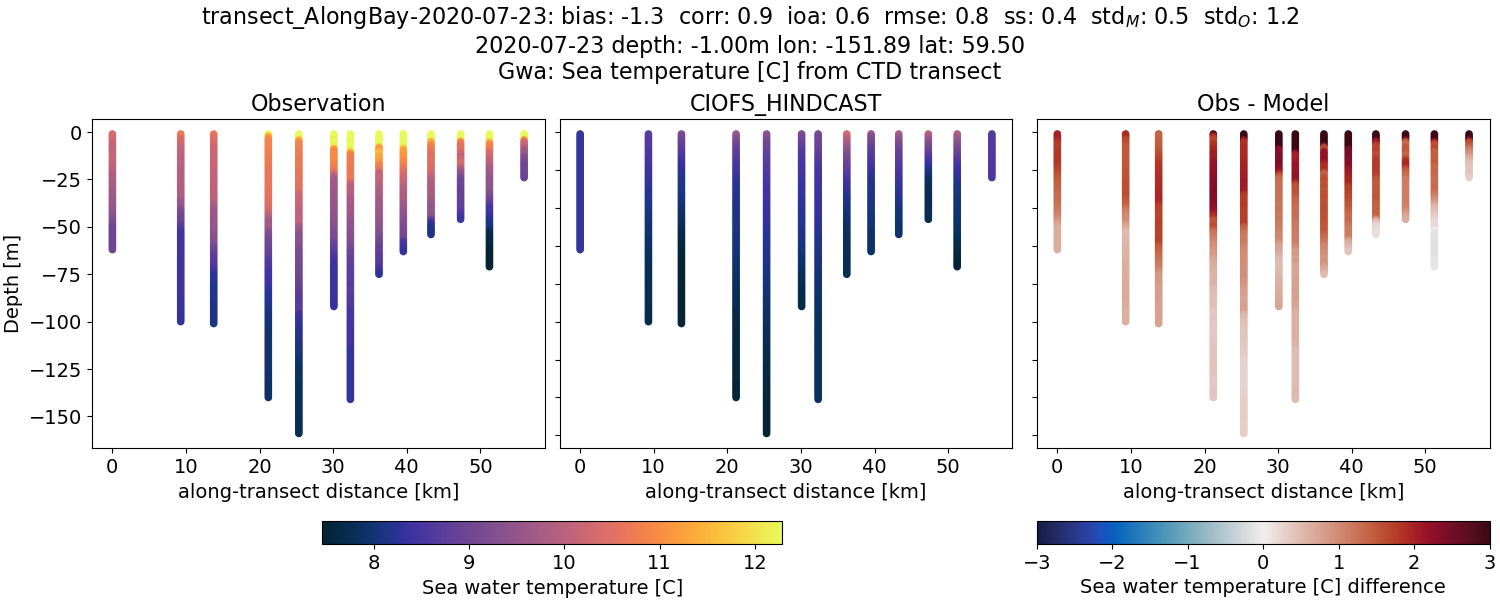 transect_AlongBay-2020-07-23: bias: -1.3 corr: 0.9 ioa: 0.6 rmse: 0.8 ss: 0.4 std_M: 0.5 std_O: 1.2
2020-07-23 depth: -1.00m lon: -151.89 lat: 59.50
Gwa: Sea temperature [C] from CTD transect
Observation
CIOFS_HINDCAST
Obs - Model
Depth [m]
0
−25
−50
−75
−100
−125
−150
0 10 20 30 40 50
0 10 20 30 40 50
0 10 20 30 40 50
along-transect distance [km]
along-transect distance [km]
along-transect distance [km]
8 9 10 11 12
Sea water temperature [C]
−3 −2 −1 0 1 2 3
Sea water temperature [C] difference